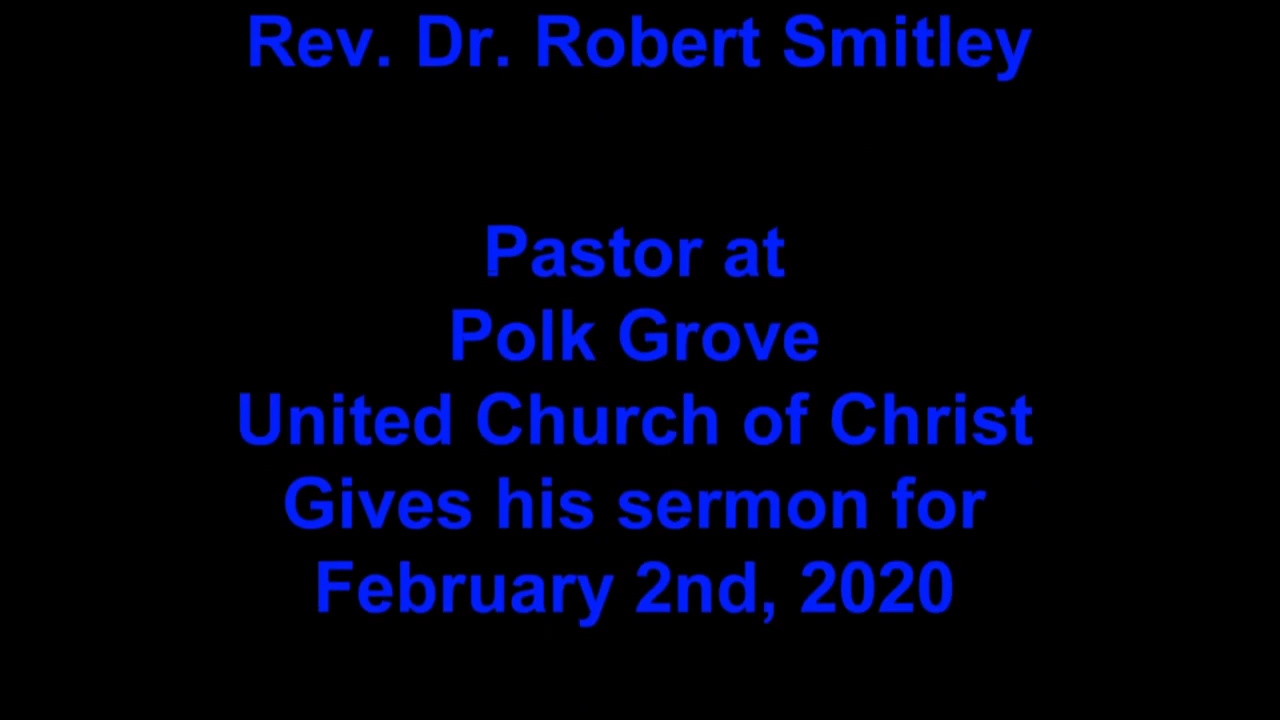 Rev. Dr. Robert Smitley
Pastor at
Polk Grove
United Church of Christ
Gives his sermon for
February 2nd, 2020